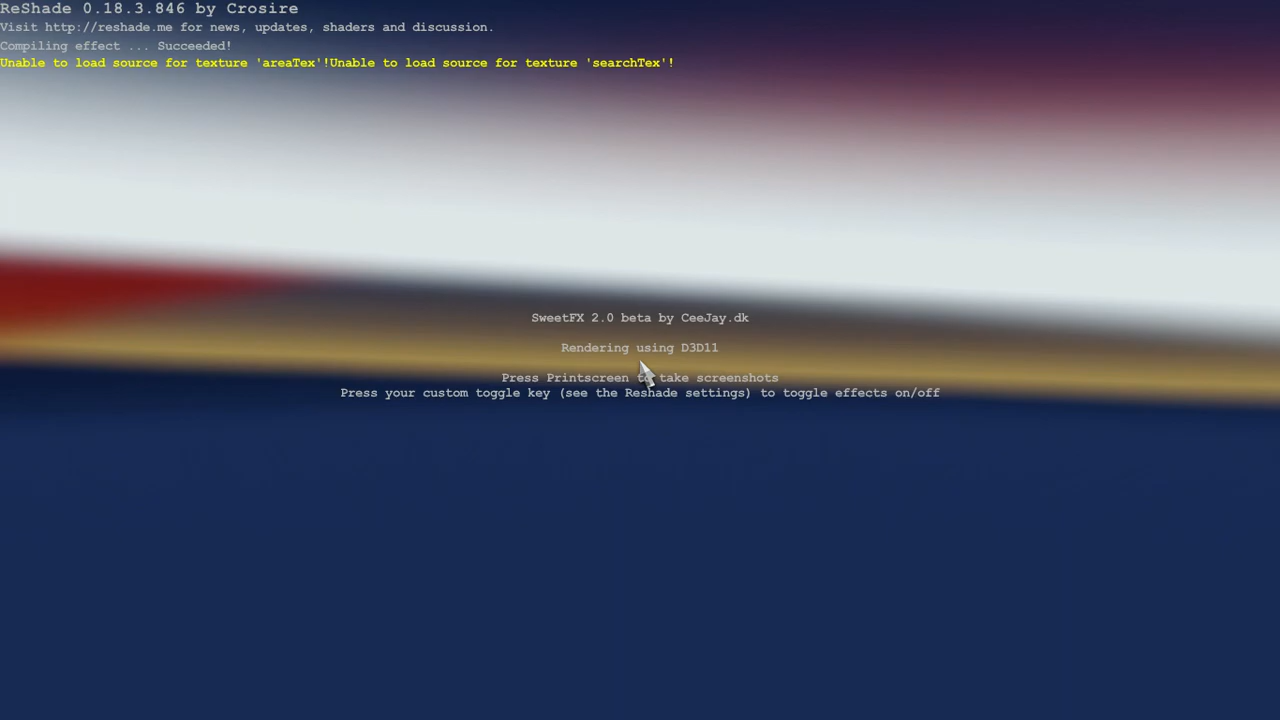 ReShade 0.18.3.846 by Crosire
Visit http://reshade.me for news, updates, shaders and discussion.
Compiling effect ... Succeeded!
Unable to load source for texture 'areaTex'!Unable to load source for texture 'searchTex'!
SweetFX 2.0 beta by CeeJay.dk
Rendering using D3D11
Press Printscreen to take screenshots
Press your custom toggle key (see the Reshade settings) to toggle effects on/off